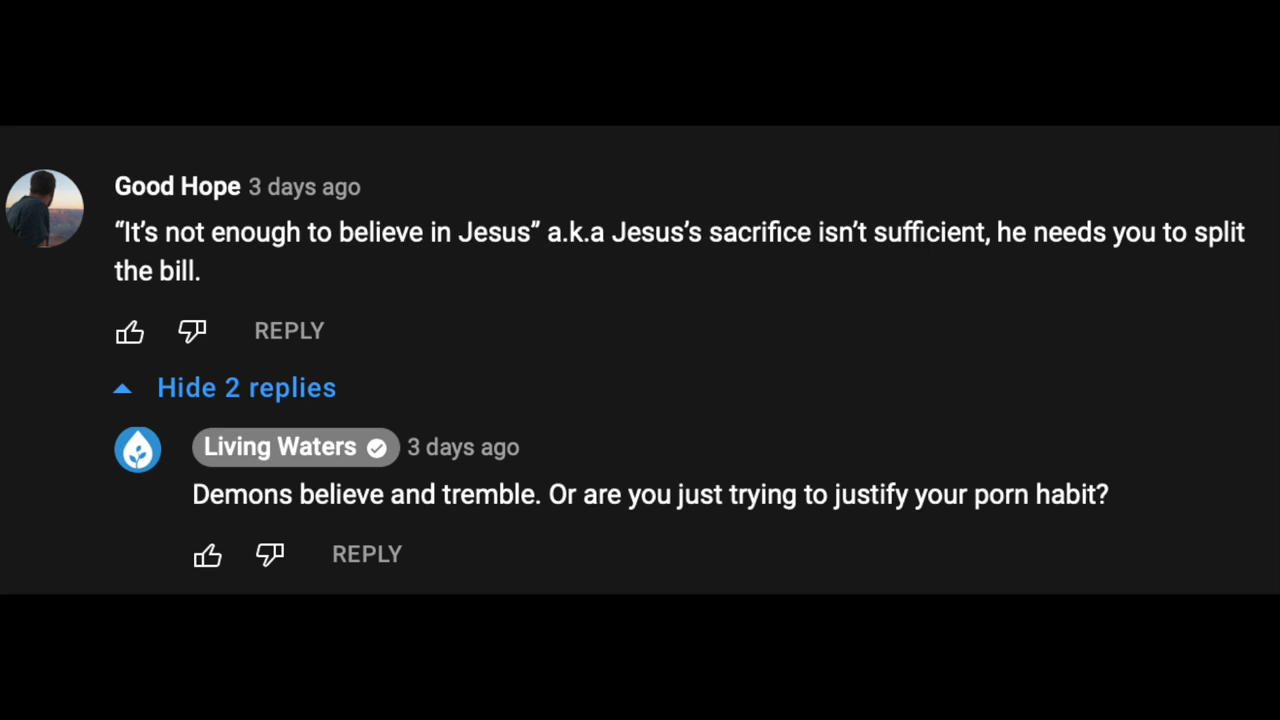 Good Hope 3 days ago
“It’s not enough to believe in Jesus” a.k.a Jesus’s sacrifice isn’t sufficient, he needs you to split
the bill.
REPLY
Hide 2 replies
Living Waters 3 days ago
Demons believe and tremble. Or are you just trying to justify your porn habit?
REPLY